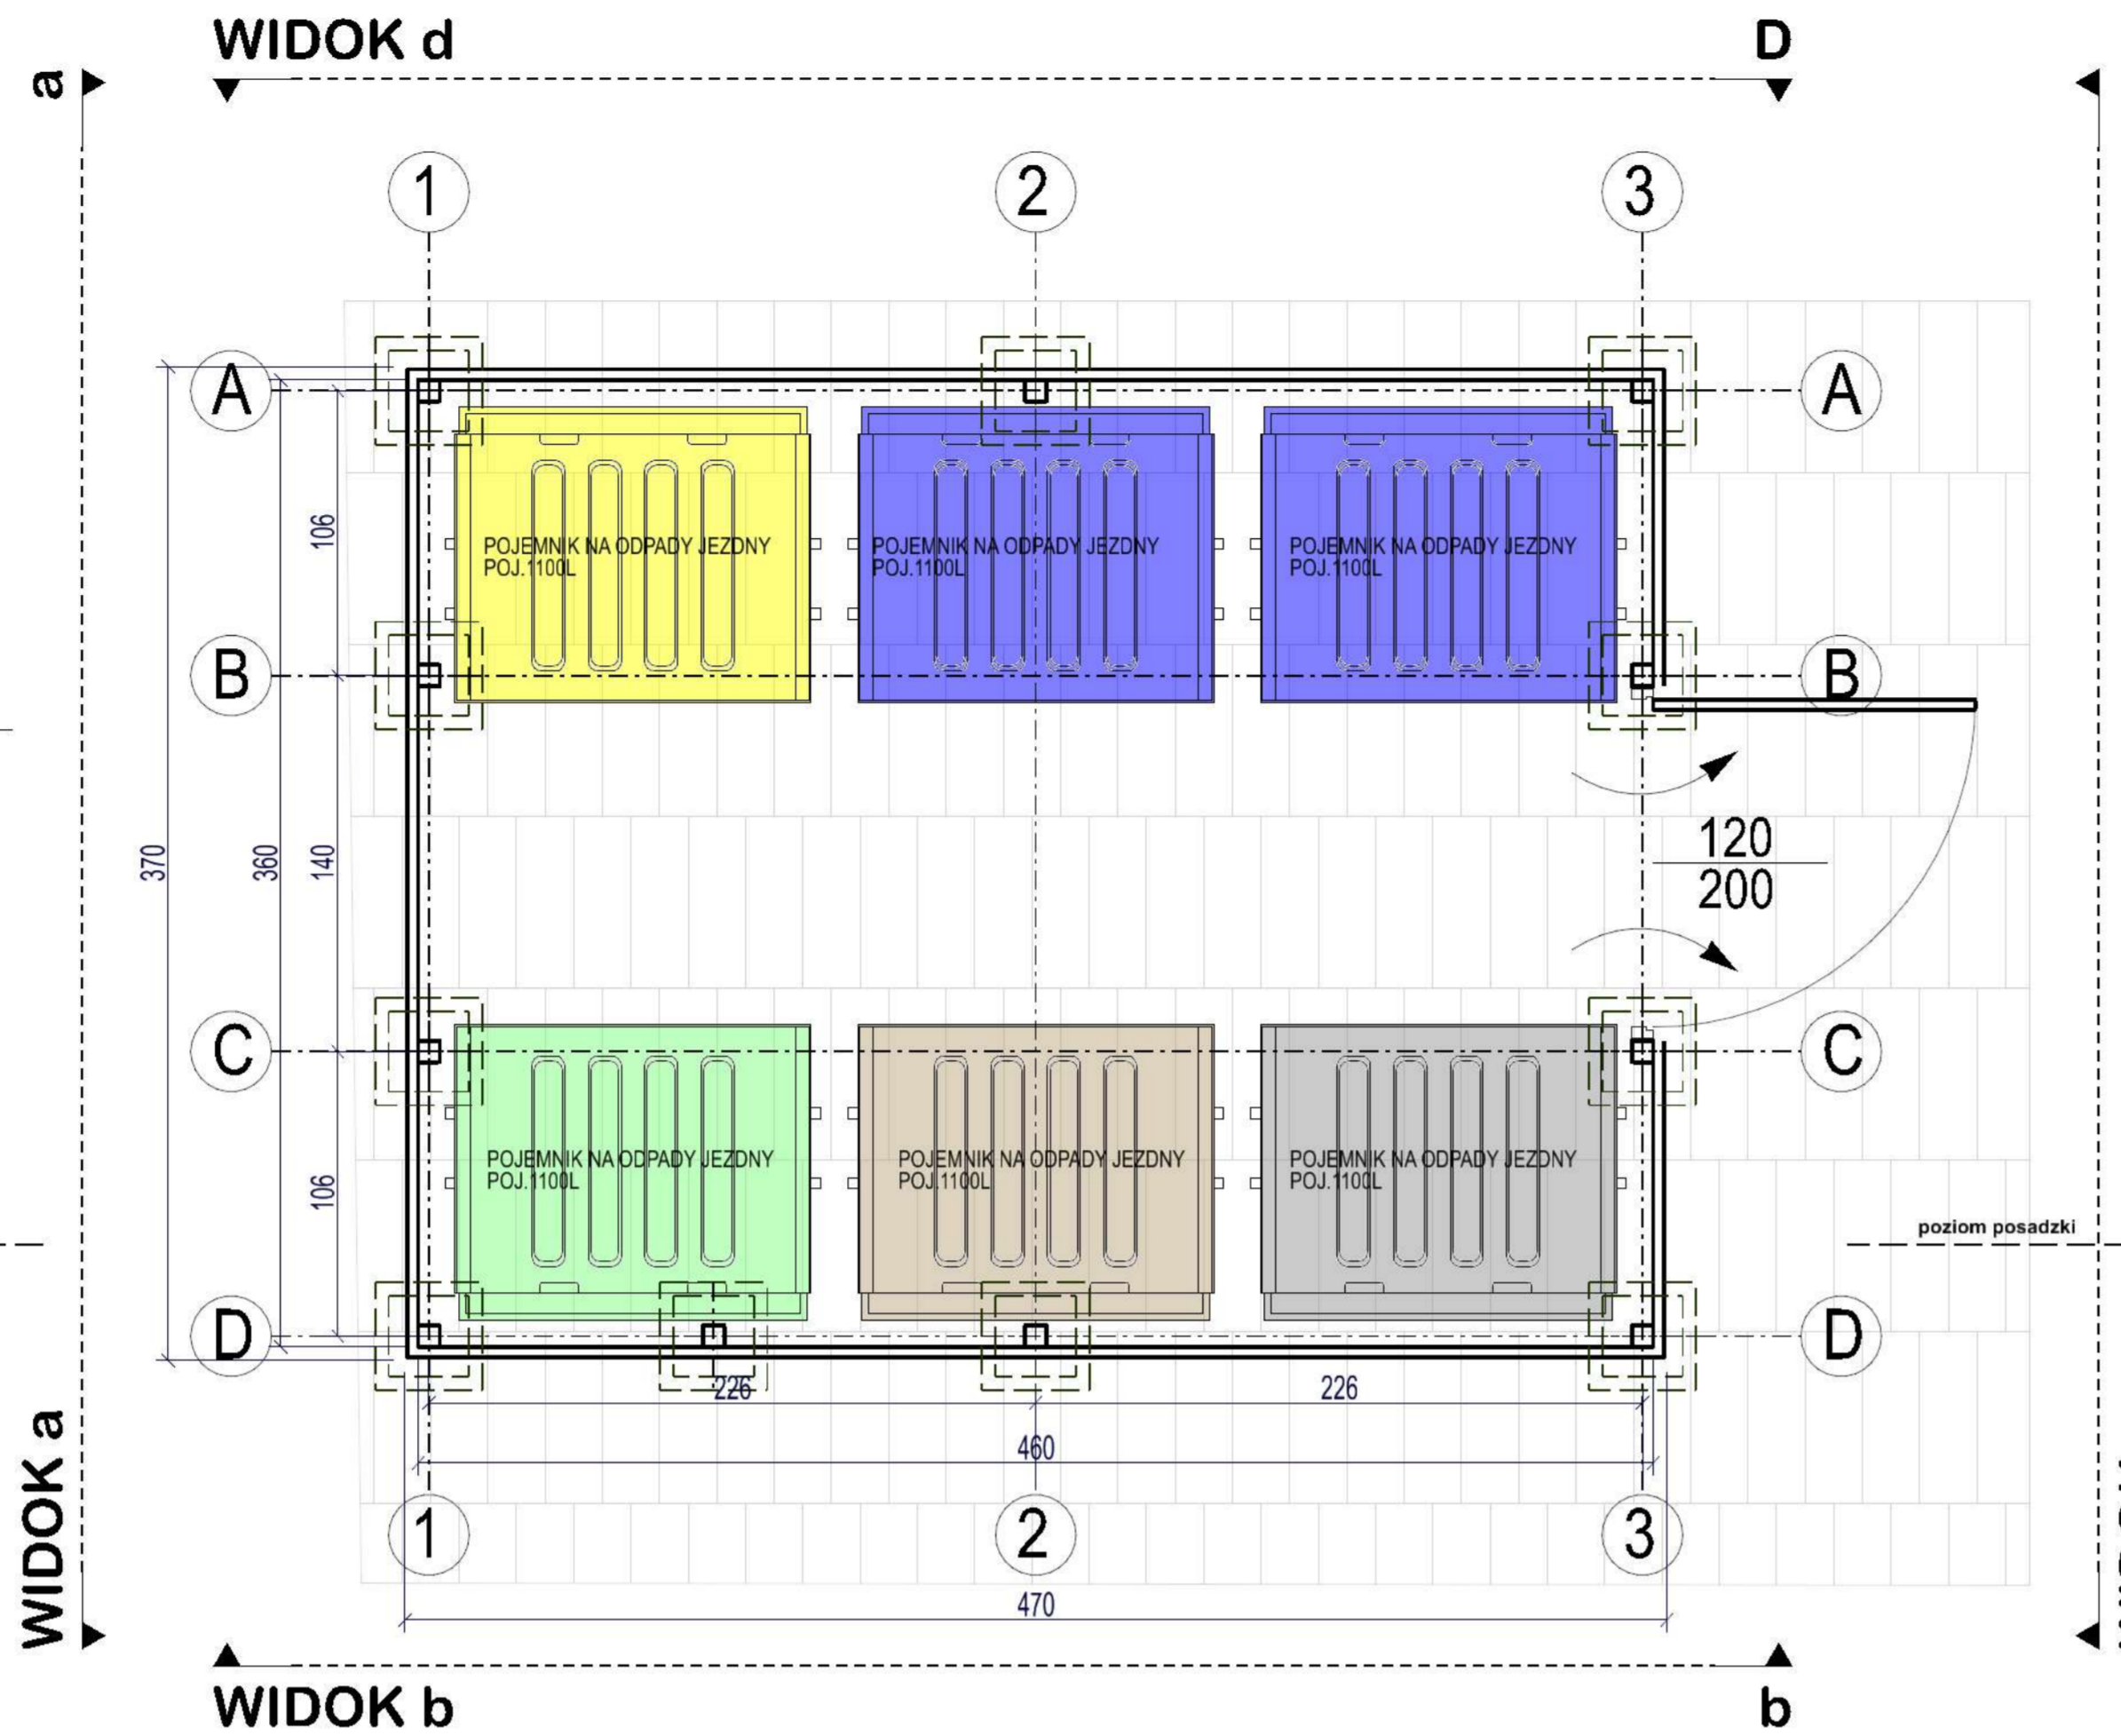 WIDOK d
D
a
1
2
3
A
A
106
POJEMNIK NA ODPADY JEZDNY
POJ.1100L
POJEMNIK NA ODPADY JEZDNY
POJ.1100L
POJEMNIK NA ODPADY JEZDNY
POJ.1100L
B
B
370
360
140
120
200
C
C
106
POJEMNIK NA ODPADY JEZDNY
POJ.1100L
POJEMNIK NA ODPADY JEZDNY
POJ.1100L
POJEMNIK NA ODPADY JEZDNY
POJ.1100L
poziom posadzki
D
D
226
226
460
WIDOK a
1
2
3
470
WIDOK b
b